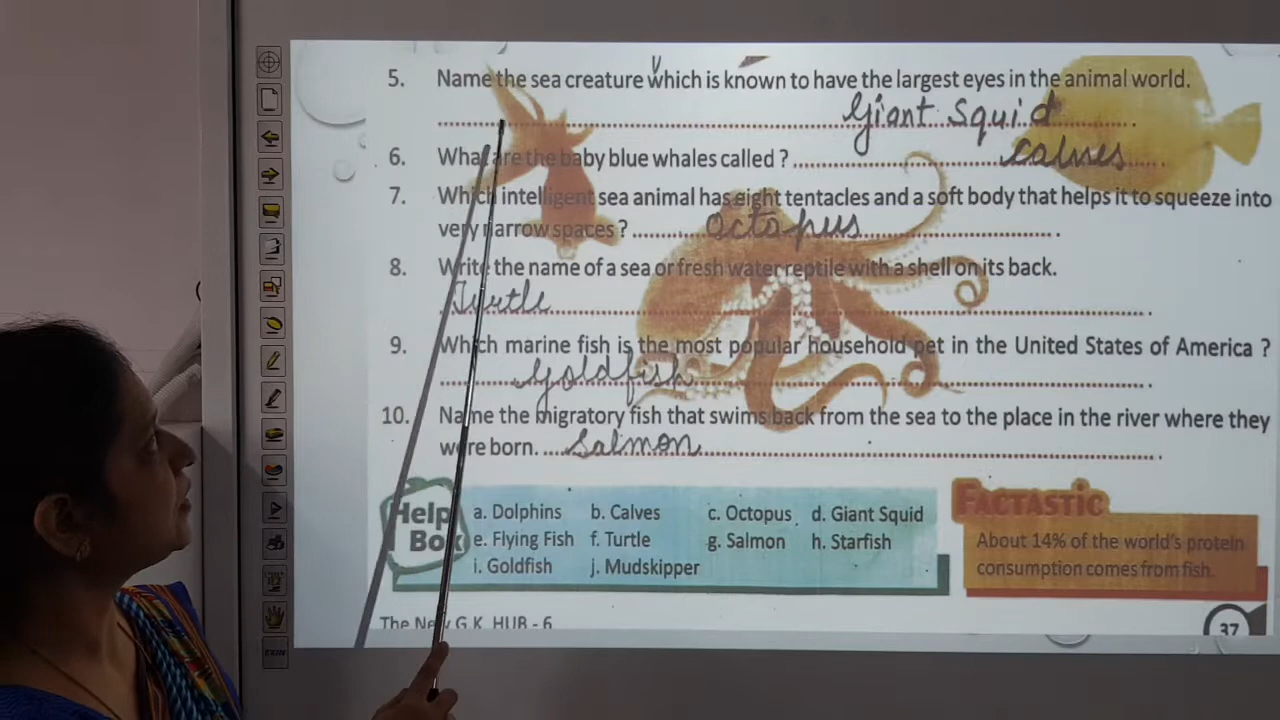 5. Name the sea creature which is known to have the largest eyes in the animal world.
Giant Squid
6. What are the baby blue whales called ? calves
7. Which intelligent sea animal has eight tentacles and a soft body that helps it to squeeze into
very narrow spaces ? octopus
8. Write the name of a sea or fresh water reptile with a shell on its back.
Turtle
9. Which marine fish is the most popular household pet in the United States of America ?
Goldfish
10. Name the migratory fish that swims back from the sea to the place in the river where they
were born. Salmon
Help Box
a. Dolphins b. Calves c. Octopus d. Giant Squid
e. Flying Fish f. Turtle g. Salmon h. Starfish
i. Goldfish j. Mudskipper
FACTASTIC
About 14% of the world's protein
consumption comes from fish.
The New G.K. HUB - 6
37